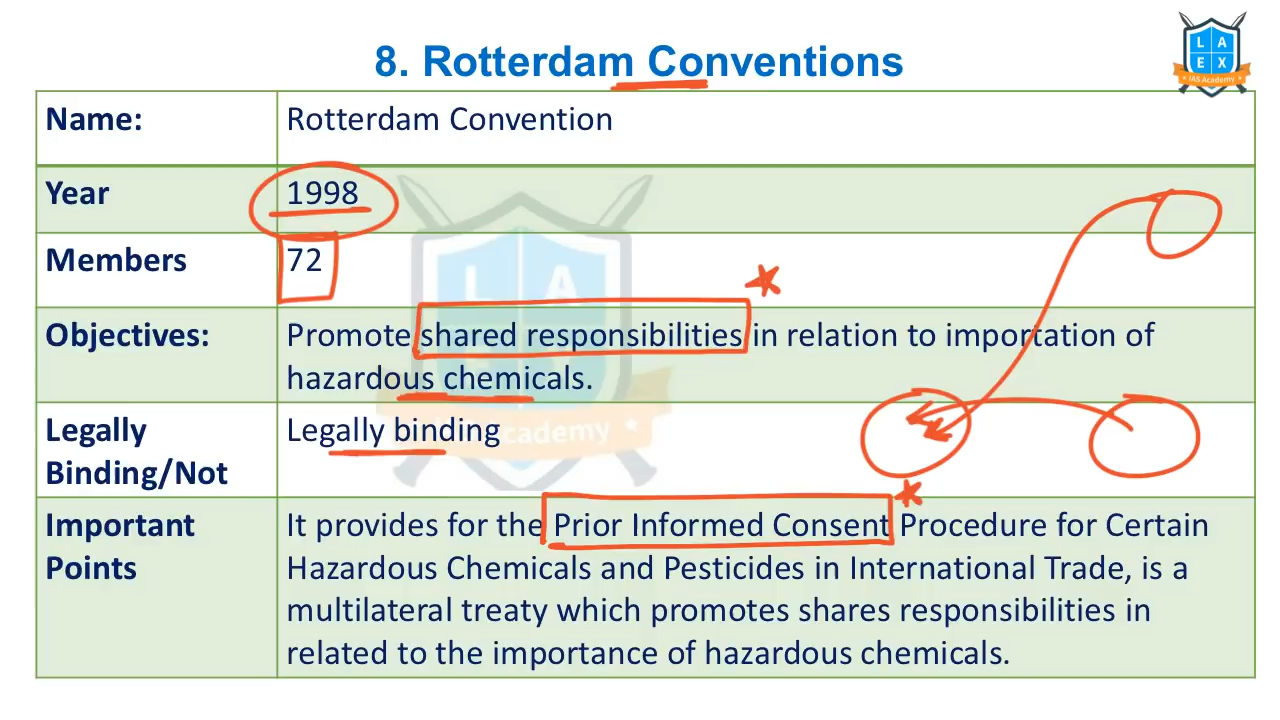 8. Rotterdam Conventions
L A
E X
IAS Academy
Name: Rotterdam Convention
Year 1998
Members 72
Objectives: Promote shared responsibilities in relation to importation of
hazardous chemicals.
Legally Legally binding
Binding/Not
Important It provides for the Prior Informed Consent Procedure for Certain
Points Hazardous Chemicals and Pesticides in International Trade, is a
multilateral treaty which promotes shares responsibilities in
related to the importance of hazardous chemicals.
L A
Academy